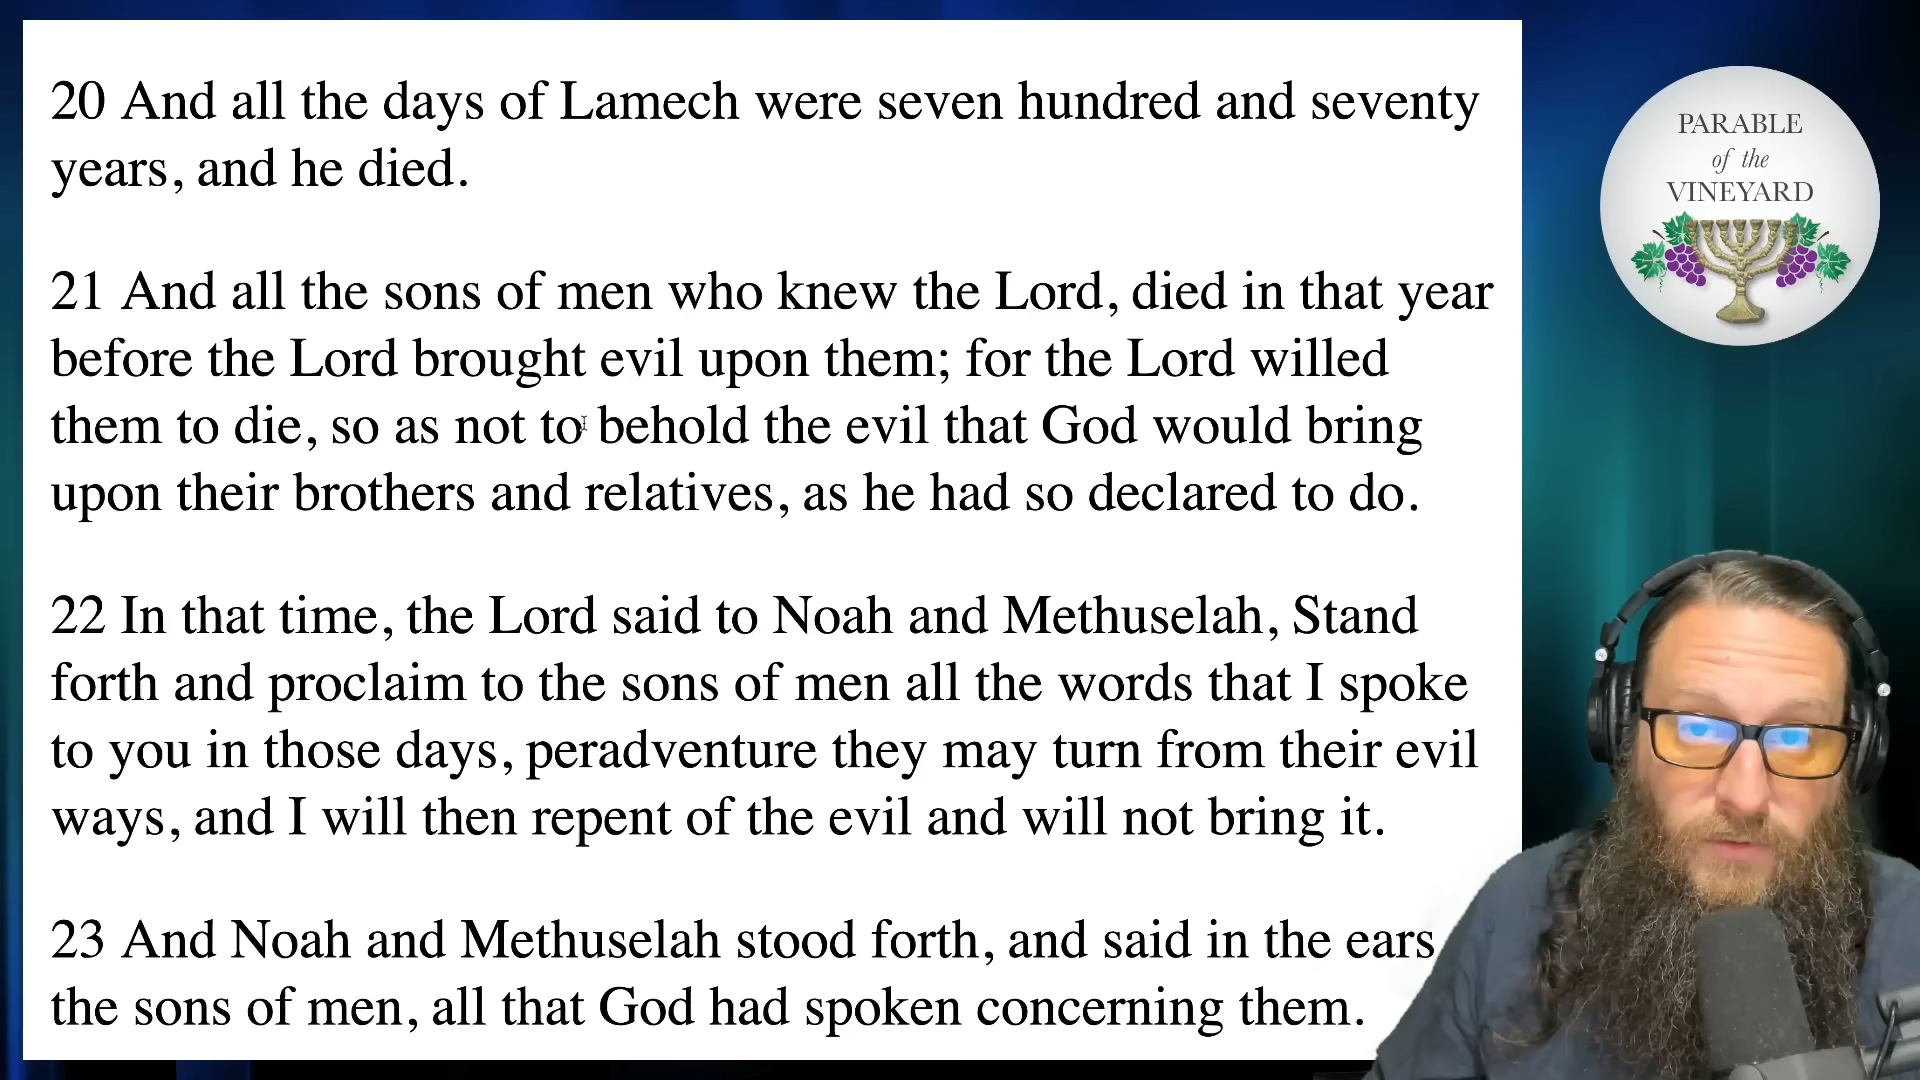 20 And all the days of Lamech were seven hundred and seventy
years, and he died.
21 And all the sons of men who knew the Lord, died in that year
before the Lord brought evil upon them; for the Lord willed
them to die, so as not to behold the evil that God would bring
upon their brothers and relatives, as he had so declared to do.
22 In that time, the Lord said to Noah and Methuselah, Stand
forth and proclaim to the sons of men all the words that I spoke
to you in those days, peradventure they may turn from their evil
ways, and I will then repent of the evil and will not bring it.
23 And Noah and Methuselah stood forth, and said in the ears
the sons of men, all that God had spoken concerning them.
PARABLE
of the
VINEYARD